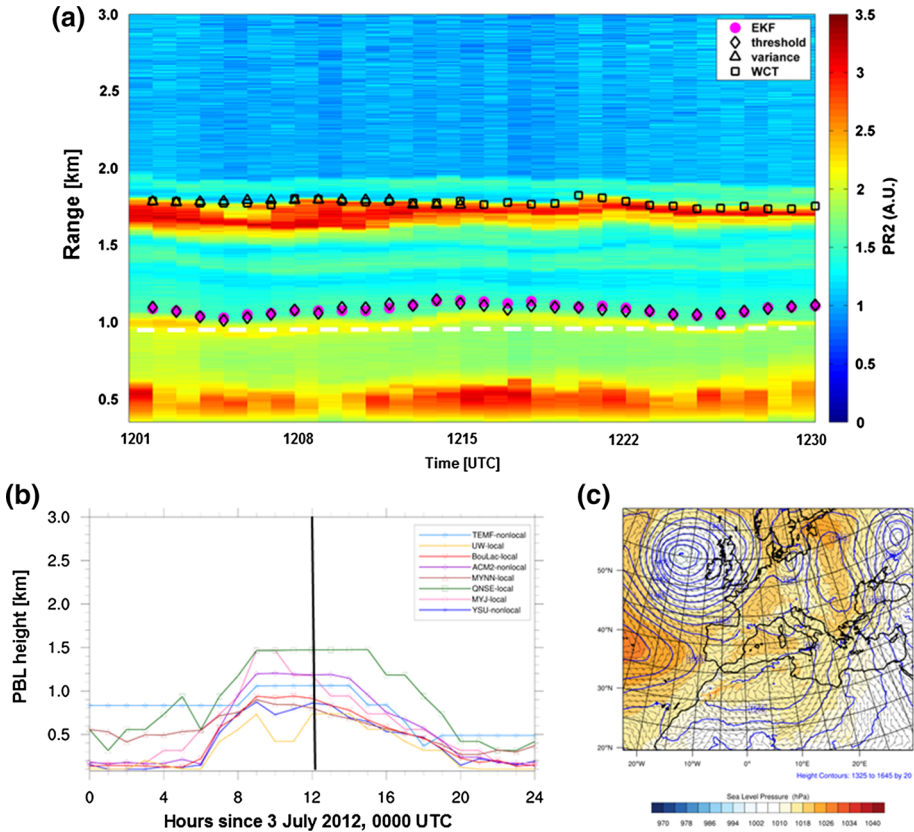 (a)
3.0
2.5
2.0
1.5
1.0
0.5
Range [km]
EKF
threshold
variance
WCT
3.5
3
2.5
2
1.5
1
0.5
0
PR2 (A.U.)
1201
1208
1215
1222
1230
Time [UTC]
(b)
3.0
2.5
2.0
1.5
1.0
0.5
PBL height [km]
TEMF-nonlocal
UW-local
BouLac-local
ACM2-nonlocal
MYNN-local
QNSE-local
MYJ-local
YSU-nonlocal
0
4
8
12
16
20
24
Hours since 3 July 2012, 0000 UTC
(c)
50°N
40°N
30°N
20°N
20°W
10°W
0°
10°E
20°E
Height Contours: 1325 to 1645 by 20
Sea Level Pressure (hPa)
970 978 986 994 1002 1010 1018 1026 1034 1040